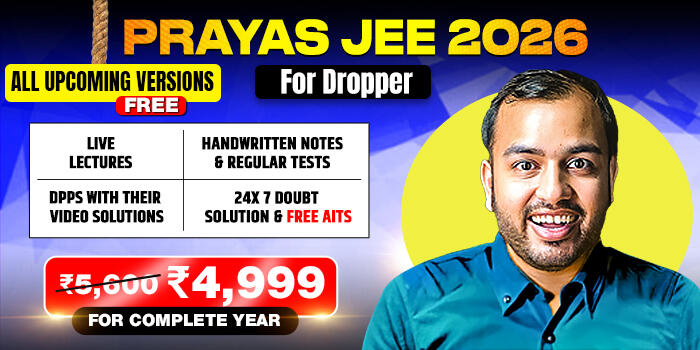 PRAYAS JEE 2026
ALL UPCOMING VERSIONS
FREE
For Dropper
LIVE
LECTURES
HANDWRITTEN NOTES
& REGULAR TESTS
DPPS WITH THEIR
VIDEO SOLUTIONS
24X 7 DOUBT
SOLUTION & FREE AITS
₹5,600 ₹4,999
FOR COMPLETE YEAR